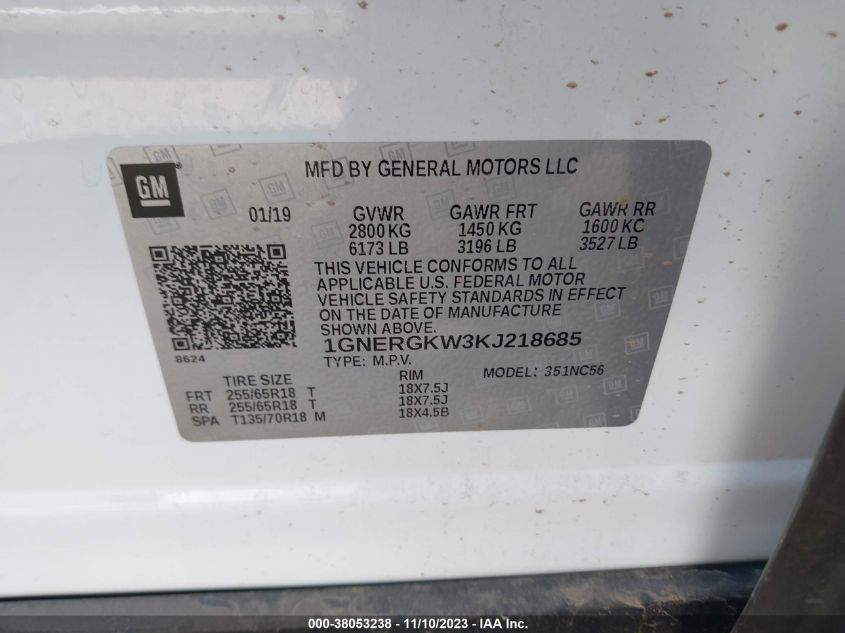 GM
MFD BY GENERAL MOTORS LLC
01/19 GVWR GAWR FRT GAWR RR
2800 KG 1450 KG 1600 KG
6173 LB 3196 LB 3527 LB
THIS VEHICLE CONFORMS TO ALL
APPLICABLE U.S. FEDERAL MOTOR
VEHICLE SAFETY STANDARDS IN EFFECT
ON THE DATE OF MANUFACTURE
SHOWN ABOVE.
8624
1GNERGKW3KJ218685
TYPE: M.P.V.
MODEL: 351NC56
TIRE SIZE RIM
FRT 255/65R18 T 18X7.5J
RR 255/65R18 T 18X7.5J
SPA T135/70R18 M 18X4.5B
000-38053238 - 11/10/2023 - IAA Holdings, Inc.